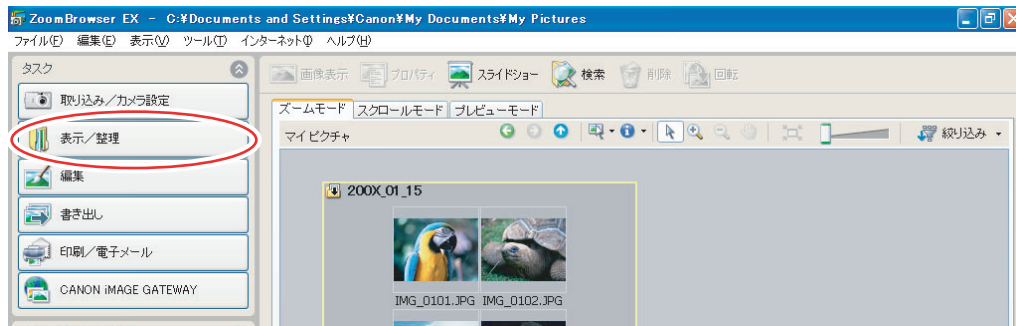 ZoomBrowser EX - C:¥Documents and Settings¥Canon¥My Documents¥My Pictures
ファイル(F) 編集(E) 表示(V) ツール(T) インターネット(I) ヘルプ(H)
タスク
画像表示 プロパティ スライドショー 検索 削除 回転
取り込み／カメラ設定
ズームモード スクロールモード プレビューモード
表示／整理
マイ ピクチャ
絞り込み
編集
200X_01_15
書き出し
印刷／電子メール
CANON iMAGE GATEWAY
IMG_0101.JPG IMG_0102.JPG